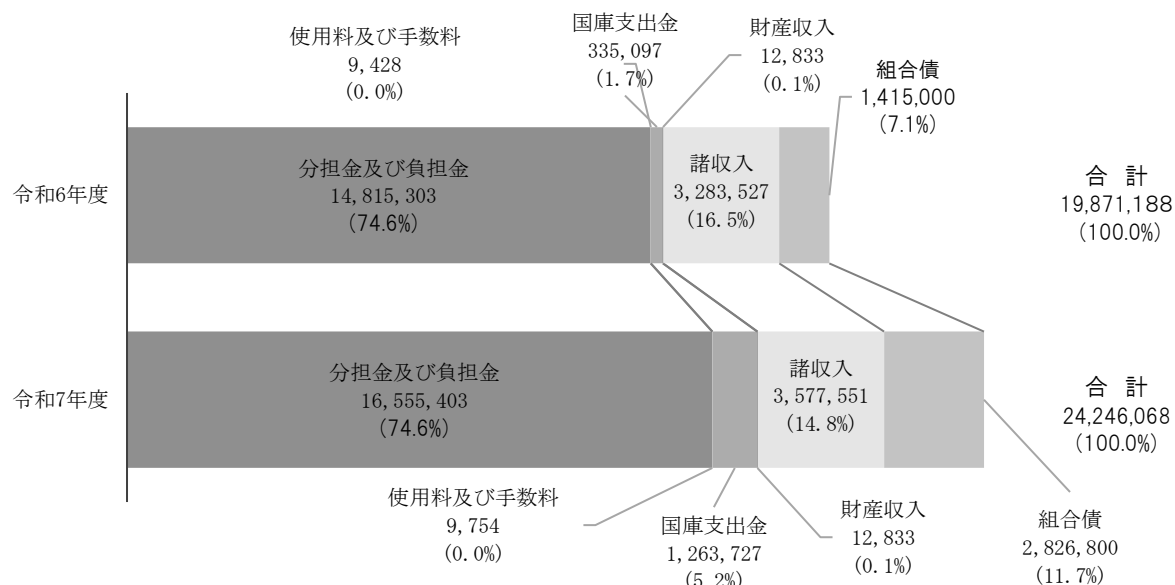 使用料及び手数料
9,428
(0.0%)
国庫支出金
335,097
(1.7%)
財産収入
12,833
(0.1%)
組合債
1,415,000
(7.1%)
令和6年度
分担金及び負担金
14,815,303
(74.6%)
諸収入
3,283,527
(16.5%)
合 計
19,871,188
(100.0%)
令和7年度
分担金及び負担金
16,555,403
(74.6%)
諸収入
3,577,551
(14.8%)
合 計
24,246,068
(100.0%)
使用料及び手数料
9,754
(0.0%)
国庫支出金
1,263,727
(5.2%)
財産収入
12,833
(0.1%)
組合債
2,826,800
(11.7%)